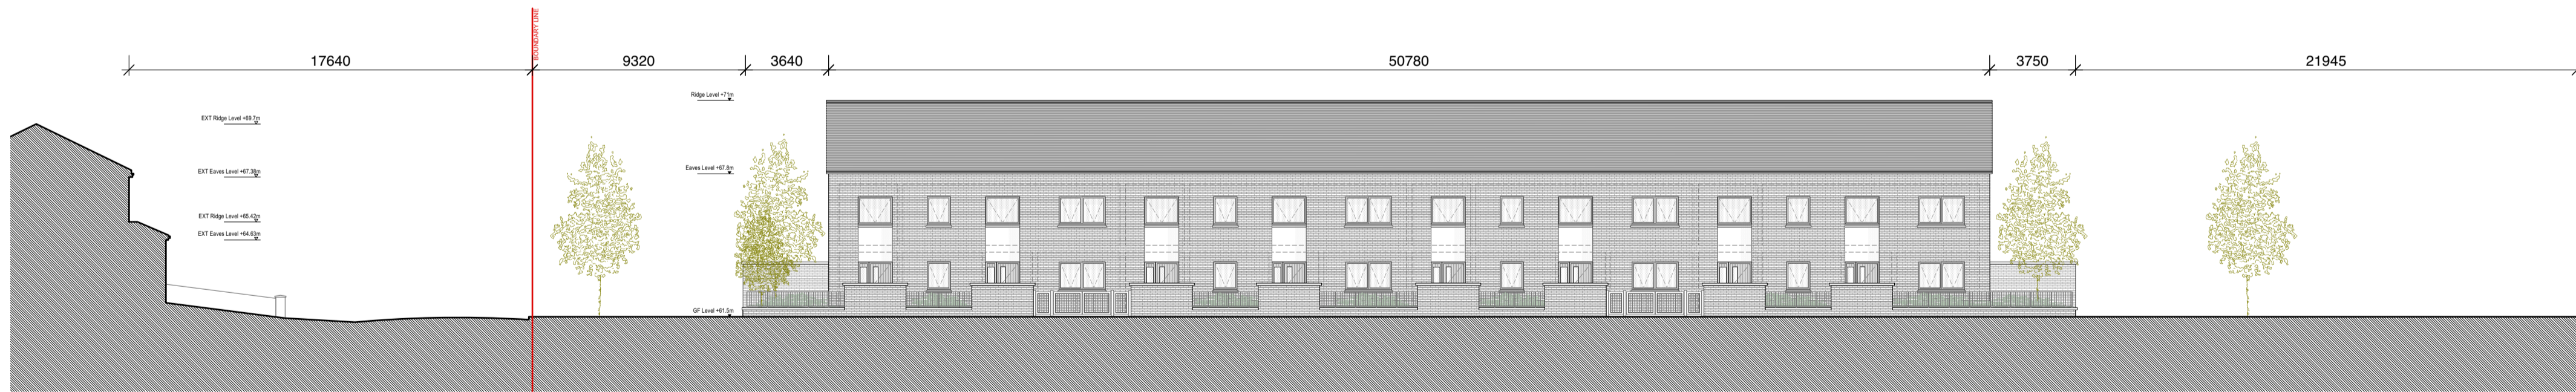 BOUNDARY LINE
17640
9320
3640
50780
3750
21945
Ridge Level +71m
EXT Ridge Level +69.7m
Eaves Level +67.8m
EXT Eaves Level +67.38m
EXT Ridge Level +65.42m
EXT Eaves Level +64.63m
GF Level +61.5m